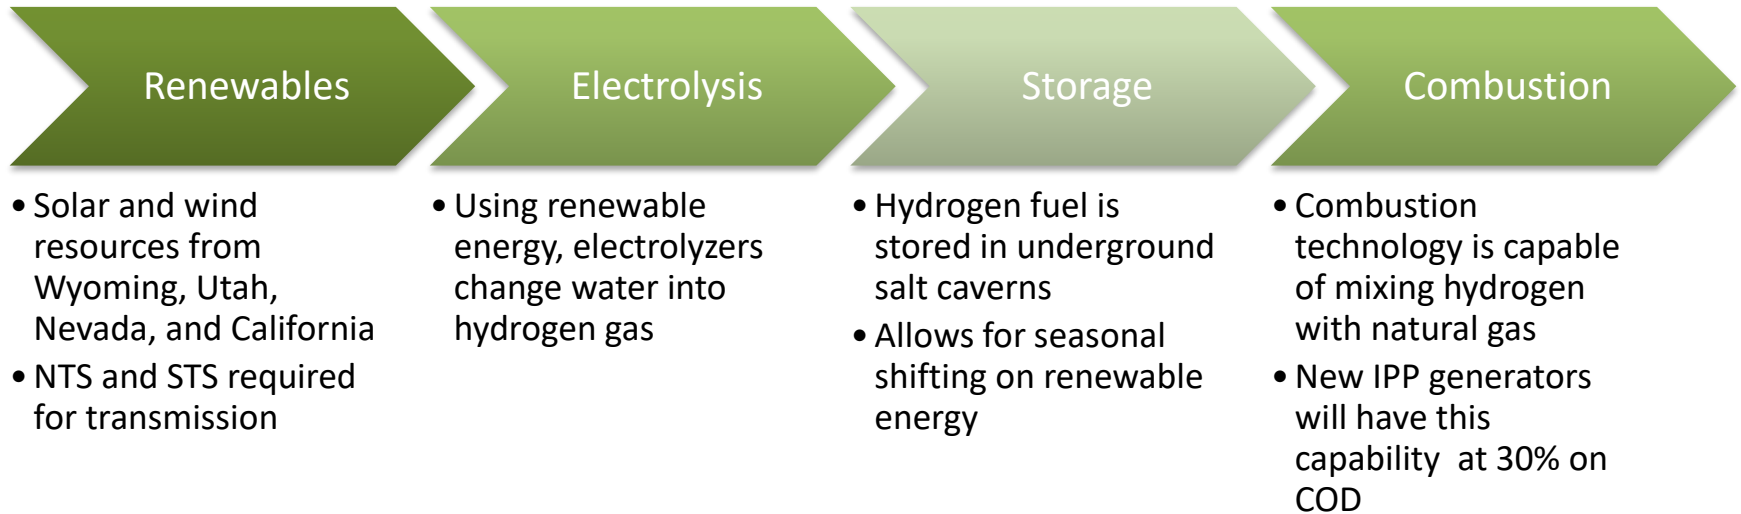 Renewables
• Solar and wind
resources from
Wyoming, Utah,
Nevada, and California
• NTS and STS required
for transmission
Electrolysis
• Using renewable
energy, electrolyzers
change water into
hydrogen gas
Storage
• Hydrogen fuel is
stored in underground
salt caverns
• Allows for seasonal
shifting on renewable
energy
Combustion
• Combustion
technology is capable
of mixing hydrogen
with natural gas
• New IPP generators
will have this
capability  at 30% on
COD